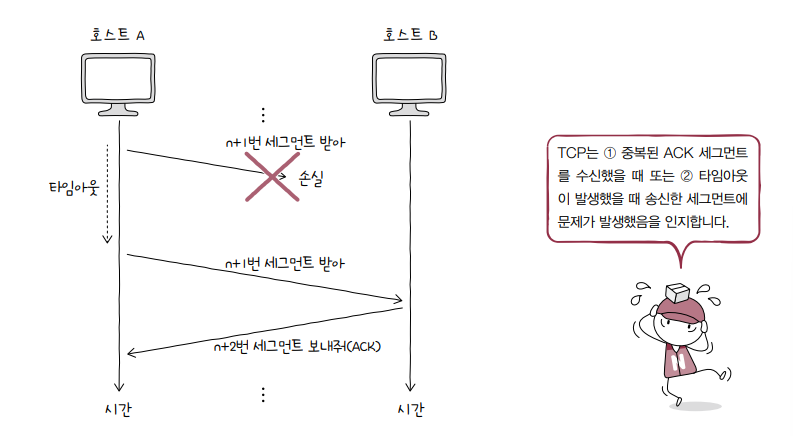 호스트 A
호스트 B
n+1번 세그먼트 받아
손실
타임아웃
n+1번 세그먼트 받아
n+2번 세그먼트 보내줘(ACK)
시간
시간
TCP는 ① 중복된 ACK 세그먼트
를 수신했을 때 또는 ② 타임아웃
이 발생했을 때 송신한 세그먼트에
문제가 발생했음을 인지합니다.